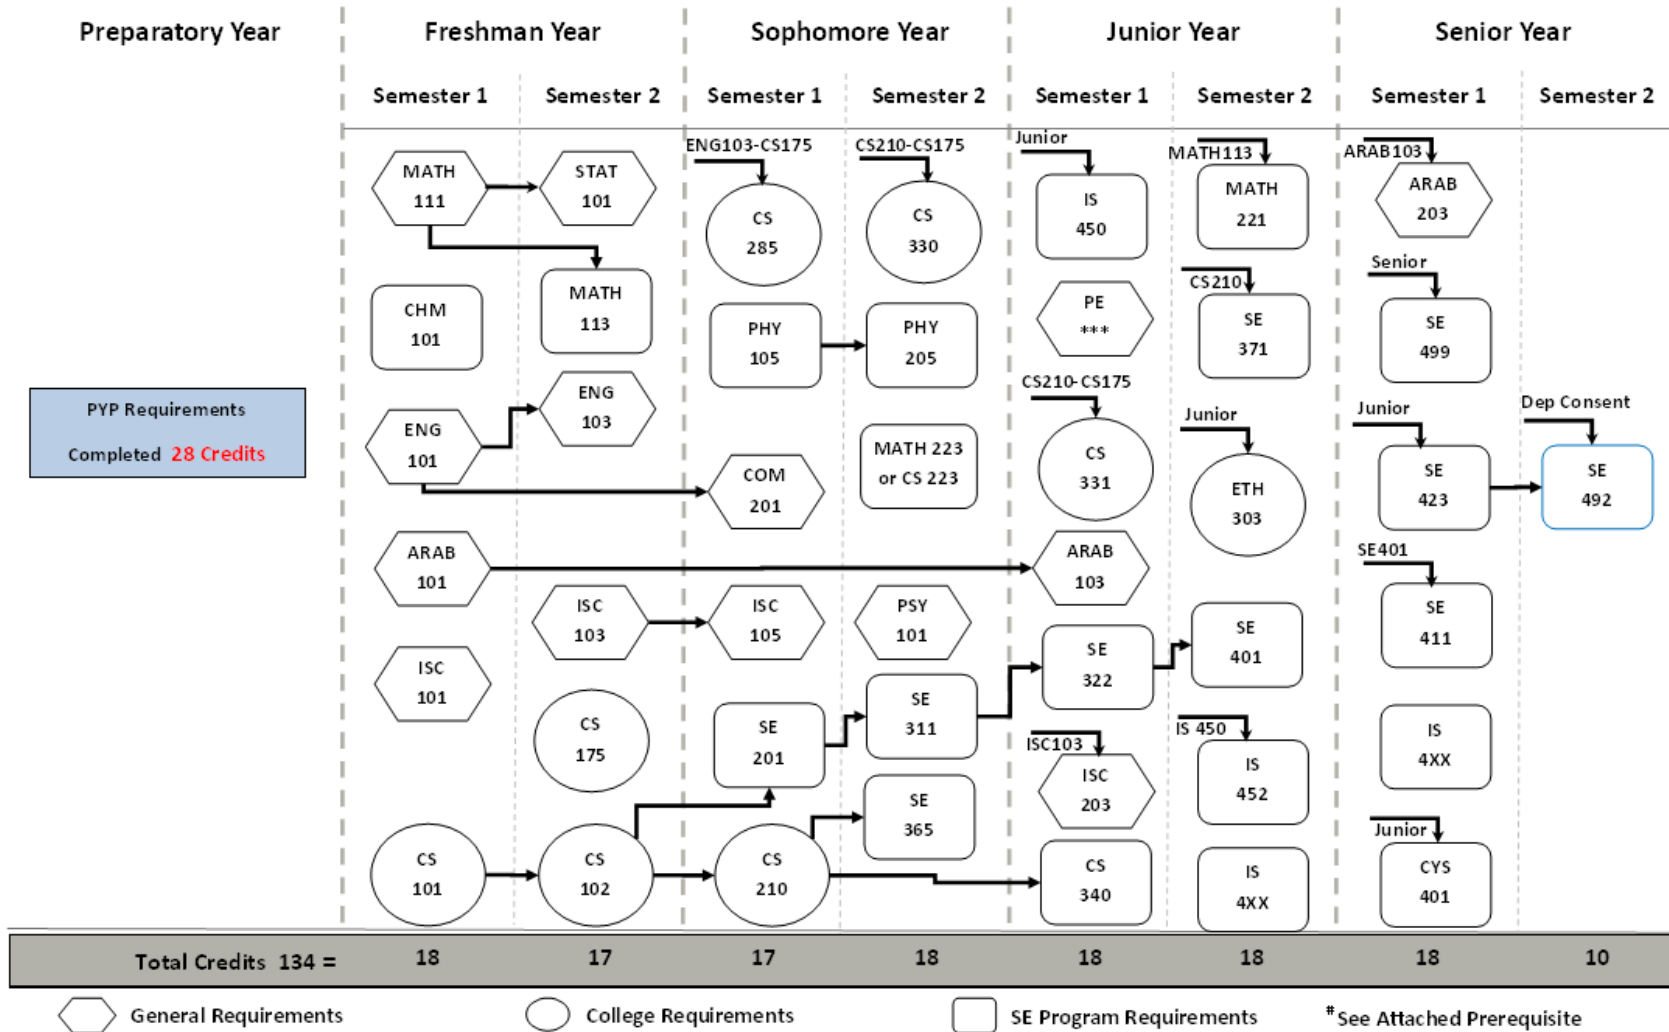 Preparatory Year
Freshman Year
Sophomore Year
Junior Year
Senior Year
Semester 1
Semester 2
Semester 1
Semester 2
Semester 1
Semester 2
Semester 1
Semester 2
PYP Requirements
Completed 28 Credits
MATH
111
CHM
101
ENG
101
ARAB
101
ISC
101
CS
101
STAT
101
MATH
113
ENG
103
ISC
103
CS
175
CS
102
ENG103-CS175
CS
285
PHY
105
COM
201
ISC
105
SE
201
CS
210
CS210-CS175
CS
330
PHY
205
MATH 223
or CS 223
PSY
101
SE
311
SE
365
Junior
IS
450
PE
***
CS210-CS175
CS
331
ARAB
103
SE
322
ISC103
ISC
203
CS
340
MATH113
MATH
221
CS210
SE
371
Junior
ETH
303
SE
401
IS 450
IS
452
IS
4XX
ARAB103
ARAB
203
Senior
SE
499
Junior
SE
423
SE401
SE
411
IS
4XX
Junior
CYS
401
Dep Consent
SE
492
Total Credits 134 =
18
17
17
18
18
18
18
10
General Requirements
College Requirements
SE Program Requirements
#See Attached Prerequisite